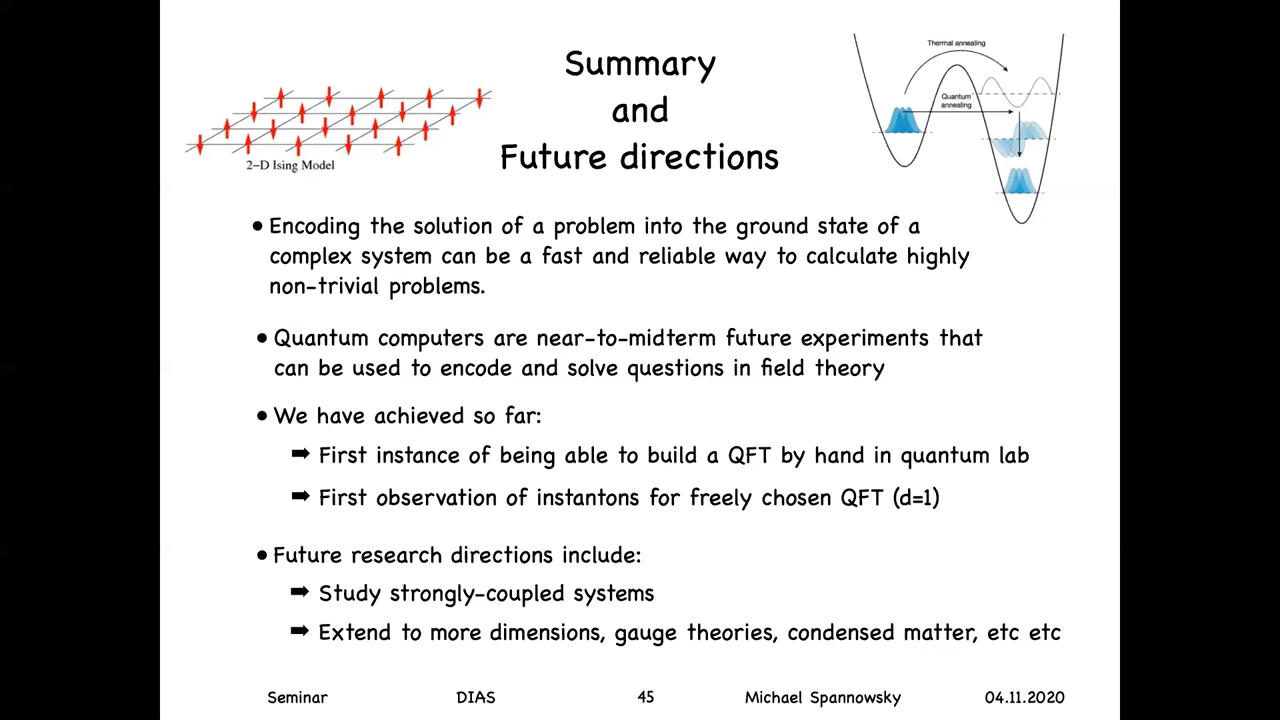 Summary
and
Future directions
2-D Ising Model
Thermal annealing
Quantum
annealing
• Encoding the solution of a problem into the ground state of a
complex system can be a fast and reliable way to calculate highly
non-trivial problems.
• Quantum computers are near-to-midterm future experiments that
can be used to encode and solve questions in field theory
• We have achieved so far:
➡ First instance of being able to build a QFT by hand in quantum lab
➡ First observation of instantons for freely chosen QFT (d=1)
• Future research directions include:
➡ Study strongly-coupled systems
➡ Extend to more dimensions, gauge theories, condensed matter, etc etc
Seminar DIAS 45 Michael Spannowsky 04.11.2020